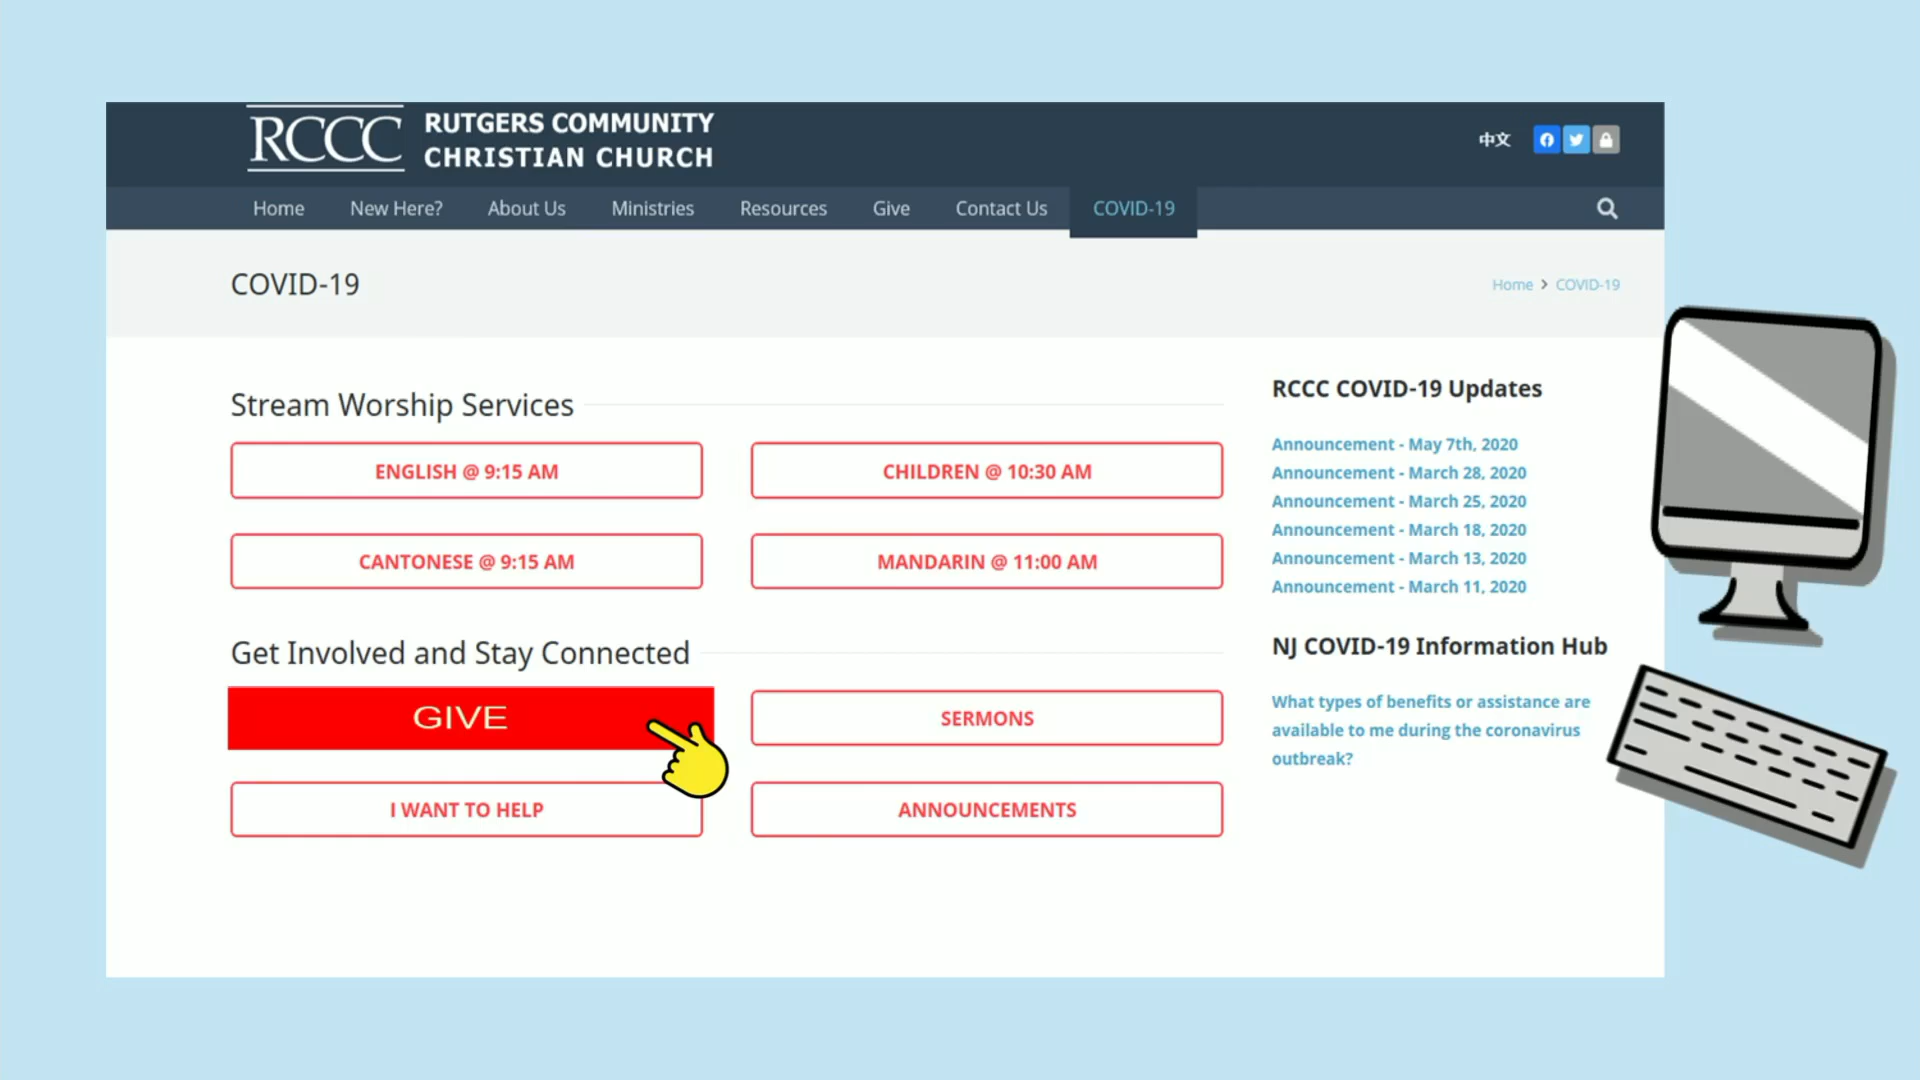 RCCC
RUTGERS COMMUNITY
CHRISTIAN CHURCH
中文
Home New Here? About Us Ministries Resources Give Contact Us COVID-19
COVID-19
Home > COVID-19
Stream Worship Services
ENGLISH @ 9:15 AM
CHILDREN @ 10:30 AM
CANTONESE @ 9:15 AM
MANDARIN @ 11:00 AM
Get Involved and Stay Connected
GIVE
SERMONS
I WANT TO HELP
ANNOUNCEMENTS
RCCC COVID-19 Updates
Announcement - May 7th, 2020
Announcement - March 28, 2020
Announcement - March 25, 2020
Announcement - March 18, 2020
Announcement - March 13, 2020
Announcement - March 11, 2020
NJ COVID-19 Information Hub
What types of benefits or assistance are
available to me during the coronavirus
outbreak?